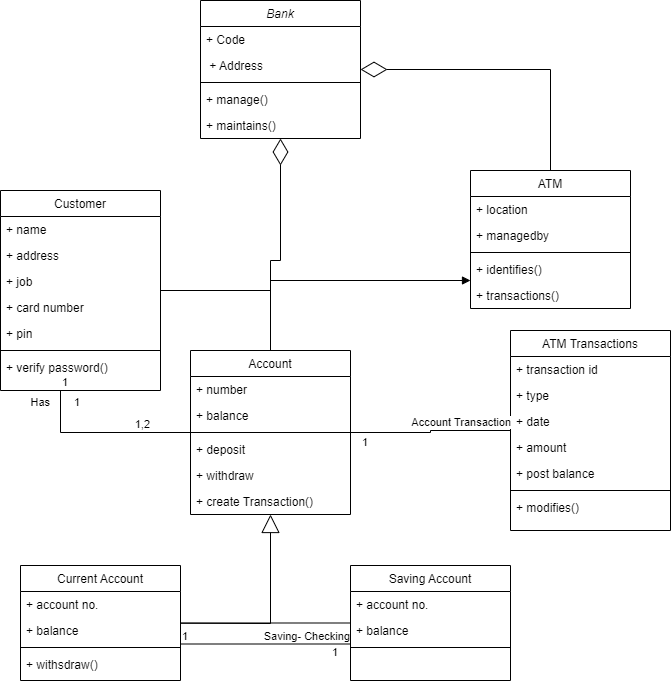 Bank
+ Code
+ Address
+ manage()
+ maintains()
ATM
+ location
+ managedby
+ identifies()
+ transactions()
Customer
+ name
+ address
+ job
+ card number
+ pin
+ verify password()
1
Has
1
1,2
Account
+ number
+ balance
+ deposit
+ withdraw
+ create Transaction()
1
Account Transaction
ATM Transactions
+ transaction id
+ type
+ date
+ amount
+ post balance
+ modifies()
Current Account
+ account no.
+ balance
+ withsdraw()
1
Saving- Checking
1
Saving Account
+ account no.
+ balance